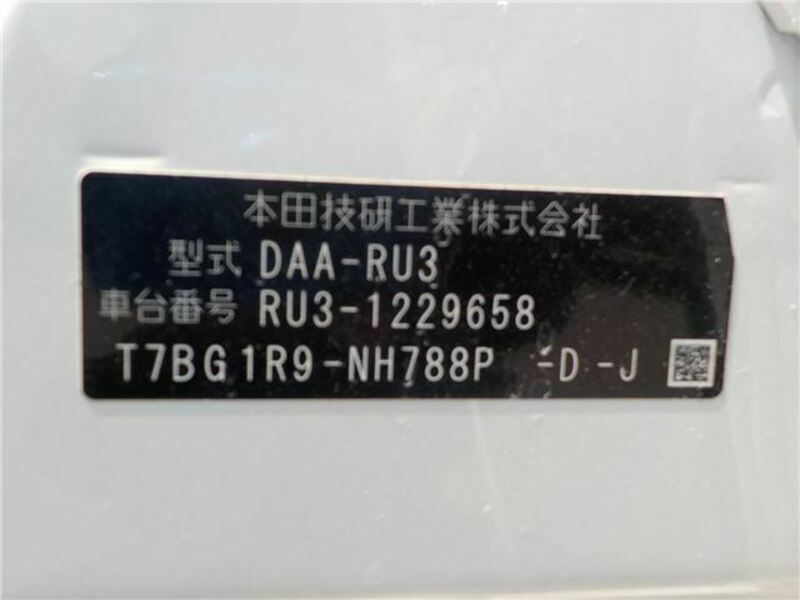 本田技研工業株式会社
型式 DAA-RU3
車台番号 RU3-1229658
T7BG1R9-NH788P -D-J